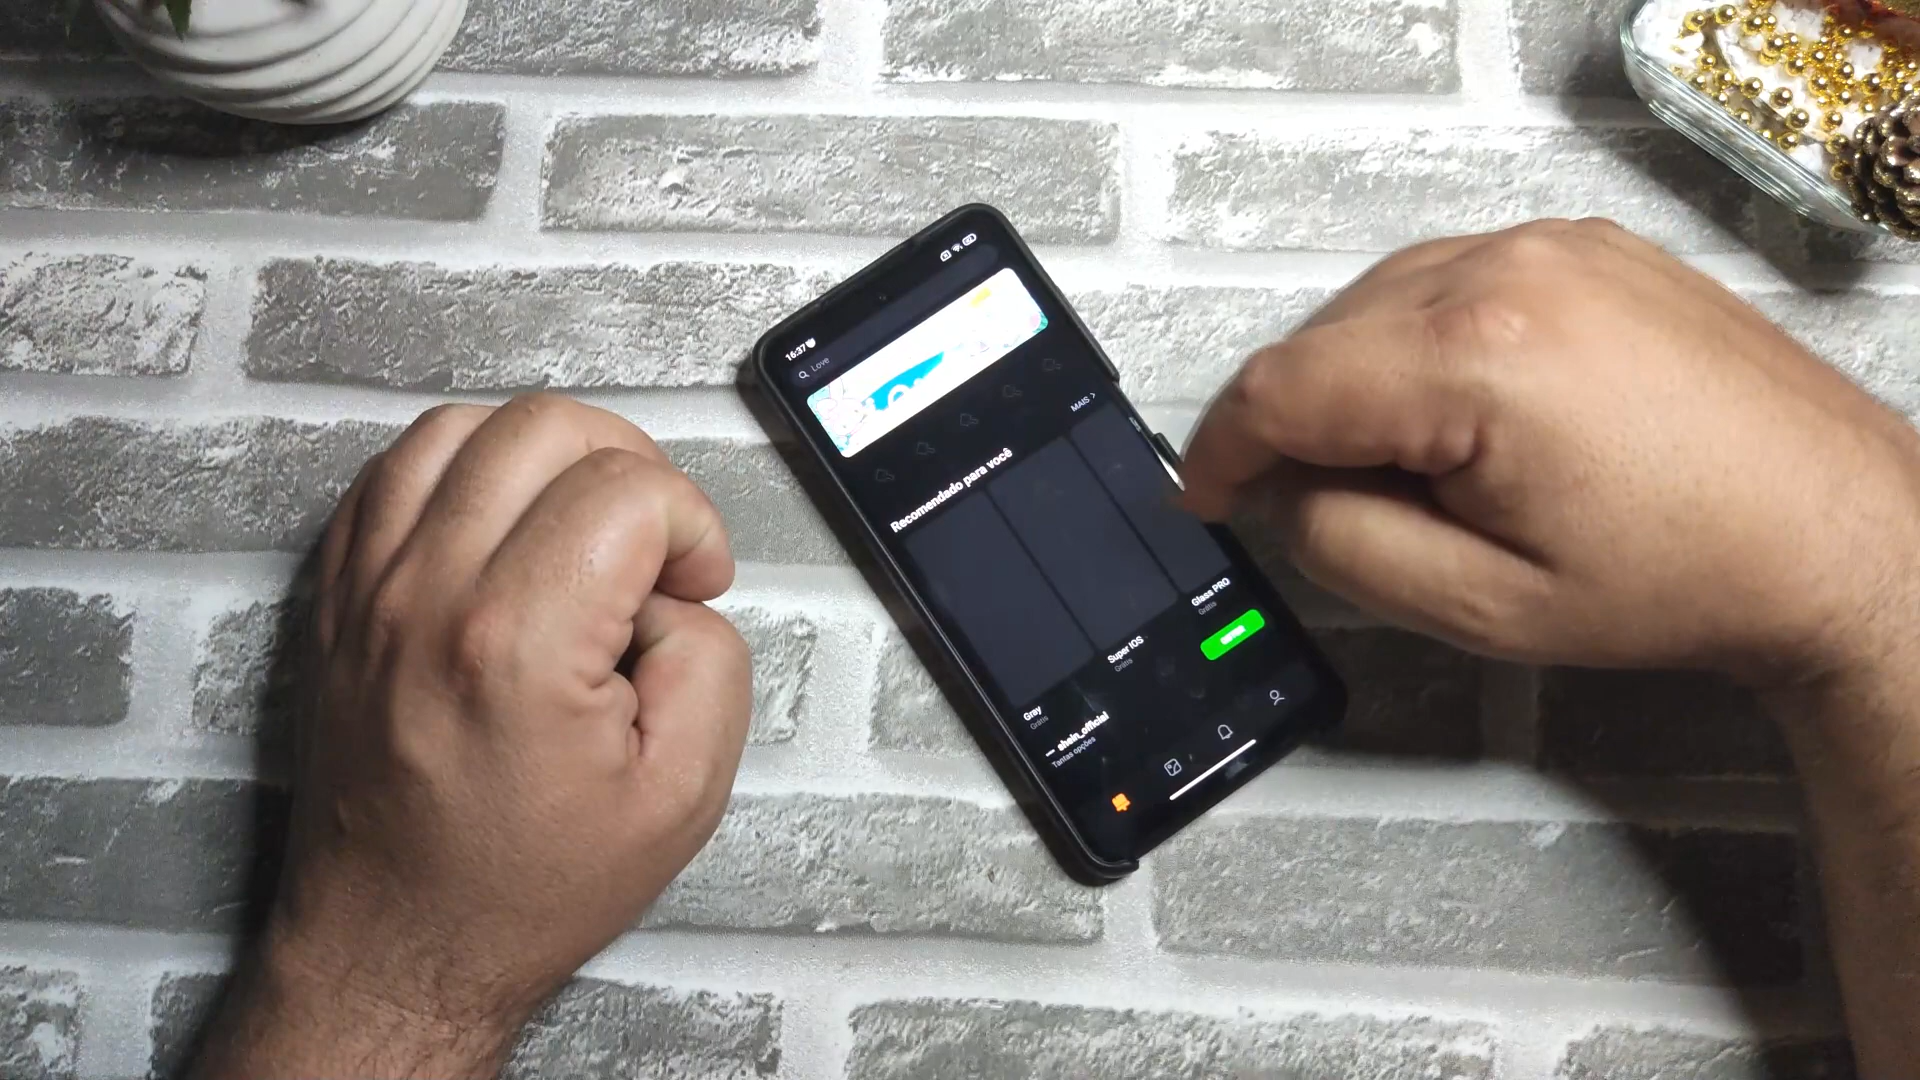 16:37
Love
MAIS >
Recomendado para você
Gray
Grátis
Super iOS
Grátis
Glass PRO
Grátis
shein_official
Tantas opções